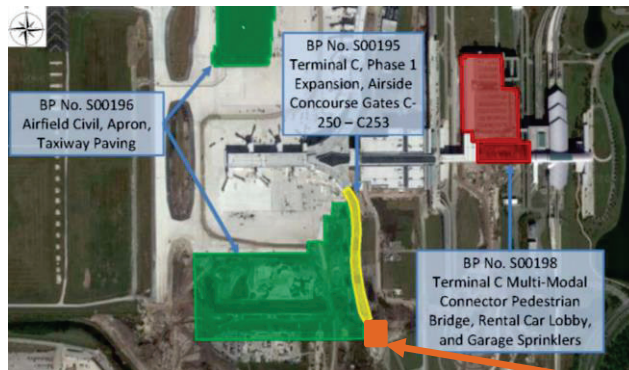 BP No. S00195
Terminal C, Phase 1
Expansion, Airside
Concourse Gates C-
250 – C253
BP No. S00196
Airfield Civil, Apron,
Taxiway Paving
BP No. S00198
Terminal C Multi-Modal
Connector Pedestrian
Bridge, Rental Car Lobby,
and Garage Sprinklers